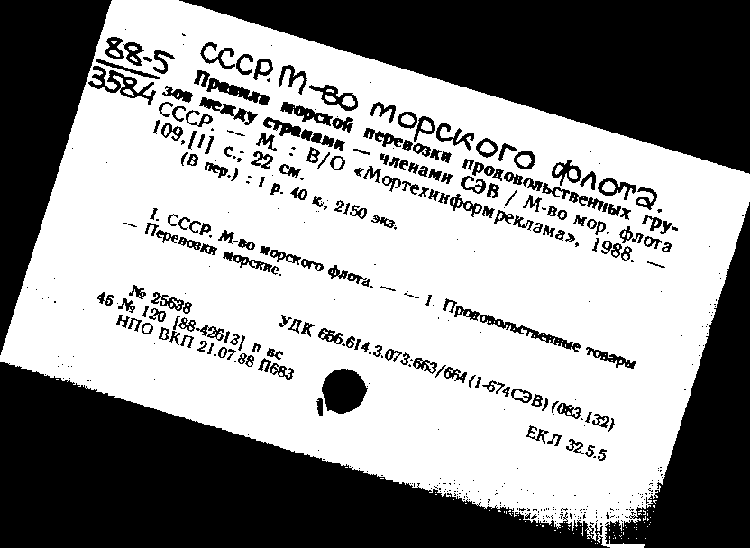 88-5
3584
СССР. М-во морского флота.
Правила морской перевозки продовольственных гру-
зов между странами — членами СЭВ / М-во мор. флота
СССР. — М. : В/О «Мортехинформреклама», 1988. —
109,[1] с.; 22 см.
(В пер.) : 1 р. 40 к., 2150 экз.
I. СССР. М-во морского флота. — — 1. Продовольственные товары
— Перевозки морские.
№ 25638
46 № 120 [88-42613] п вс
НПО ВКП 21.07.88 П683
УДК 656.614.3.073:663/664(1-674СЭВ)(083.132)
ЕКЛ 32.5.5